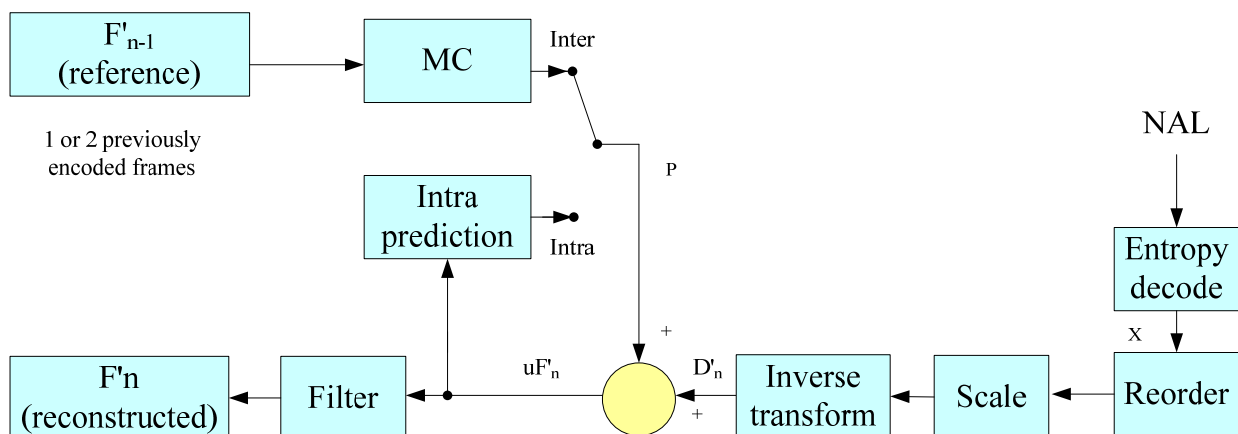 F'n-1
(reference)
MC
Inter
1 or 2 previously
encoded frames
NAL
P
Intra
prediction
Intra
Entropy
decode
+
X
F'n
(reconstructed)
Filter
uF'n
D'n
+
Inverse
transform
Scale
Reorder